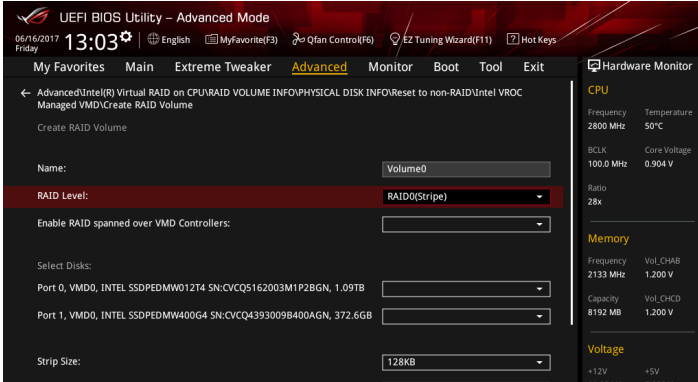 UEFI BIOS Utility – Advanced Mode
06/16/2017 Friday 13:03 English MyFavorite(F3) Qfan Control(F6) EZ Tuning Wizard(F11) ? Hot Keys
My Favorites Main Extreme Tweaker Advanced Monitor Boot Tool Exit
← Advanced\Intel(R) Virtual RAID on CPU\RAID VOLUME INFO\PHYSICAL DISK INFO\Reset to non-RAID\Intel VROC
Managed VMD\Create RAID Volume
Create RAID Volume
Name: Volume0
RAID Level: RAID0(Stripe)
Enable RAID spanned over VMD Controllers:
Select Disks:
Port 0, VMD0, INTEL SSDPEDMW012T4 SN:CVCQ5162003M1P2BGN, 1.09TB
Port 1, VMD0, INTEL SSDPEDMW400G4 SN:CVCQ4393009B400AGN, 372.6GB
Strip Size: 128KB
Hardware Monitor
CPU
Frequency Temperature
2800 MHz 50°C
BCLK Core Voltage
100.0 MHz 0.904 V
Ratio
28x
Memory
Frequency Vol_CHAB
2133 MHz 1.200 V
Capacity Vol_CHCD
8192 MB 1.200 V
Voltage
+12V +5V